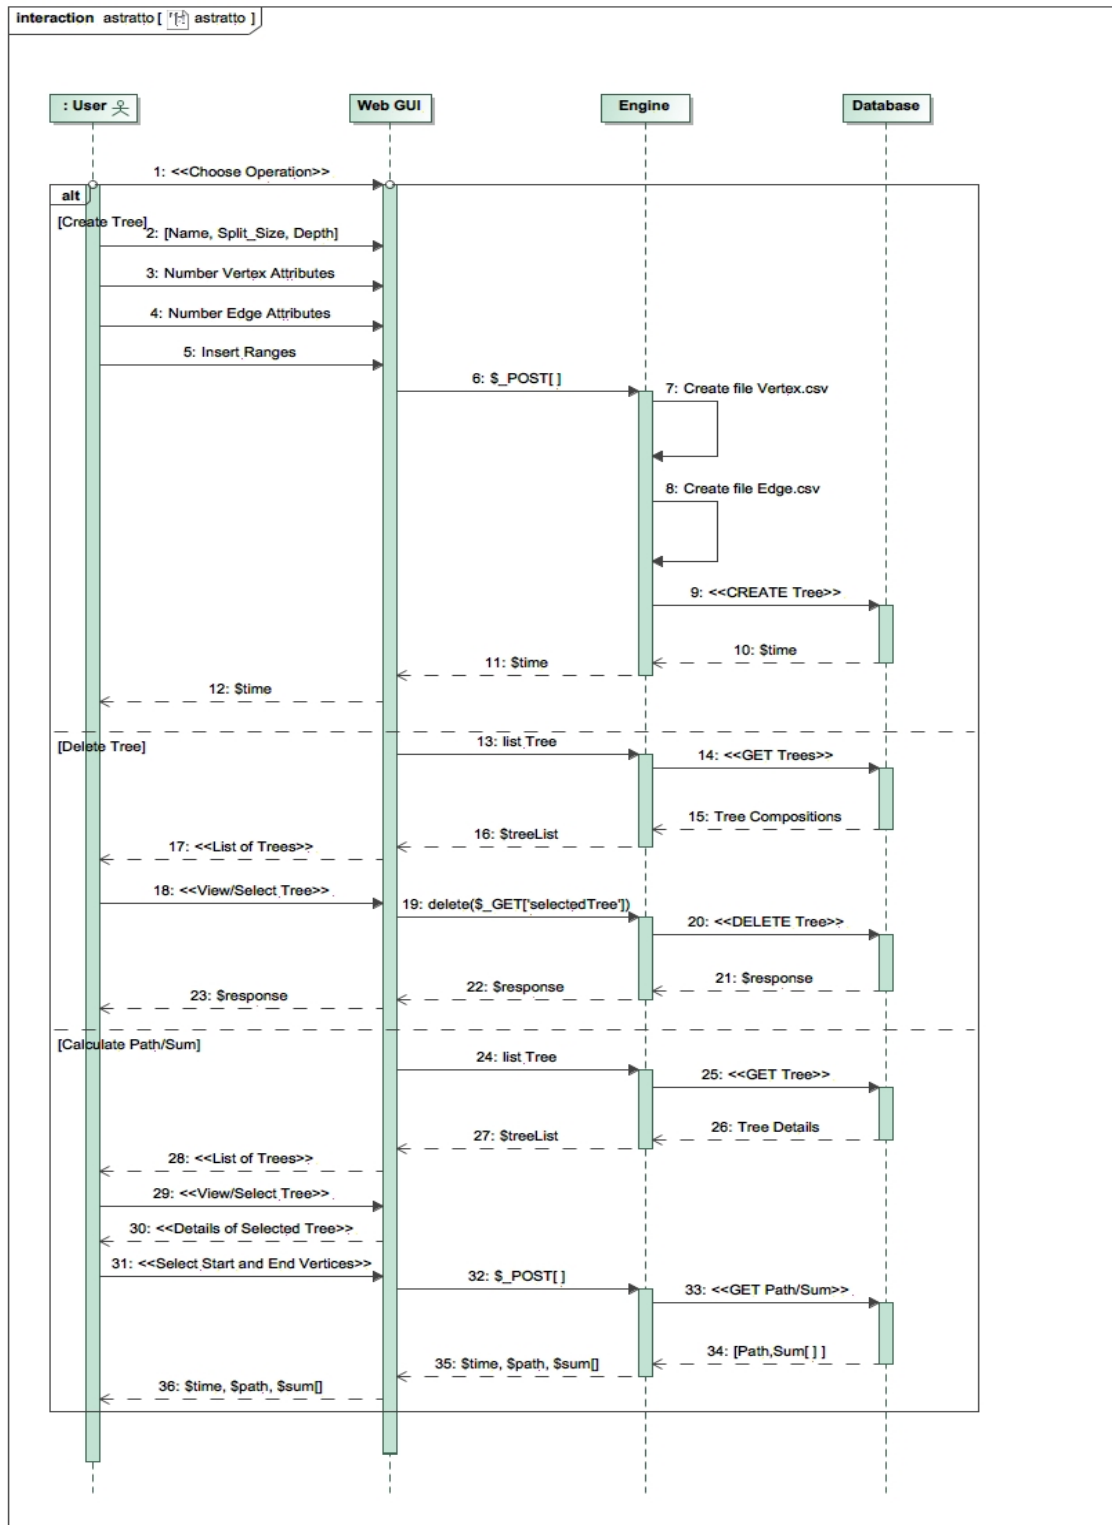 interaction astratto [ astratto ]
: User
Web GUI
Engine
Database
1: <<Choose Operation>>
alt
[Create Tree]
2: [Name, Split_Size, Depth]
3: Number Vertex Attributes
4: Number Edge Attributes
5: Insert Ranges
6: $_POST[ ]
7: Create file Vertex.csv
8: Create file Edge.csv
9: <<CREATE Tree>>
10: $time
11: $time
12: $time
[Delete Tree]
13: list Tree
14: <<GET Trees>>
15: Tree Compositions
16: $treeList
17: <<List of Trees>>
18: <<View/Select Tree>>
19: delete($_GET['selectedTree'])
20: <<DELETE Tree>>
21: $response
22: $response
23: $response
[Calculate Path/Sum]
24: list Tree
25: <<GET Tree>>
26: Tree Details
27: $treeList
28: <<List of Trees>>
29: <<View/Select Tree>>
30: <<Details of Selected Tree>>
31: <<Select Start and End Vertices>>
32: $_POST[ ]
33: <<GET Path/Sum>>
34: [Path,Sum[ ] ]
35: $time, $path, $sum[]
36: $time, $path, $sum[]